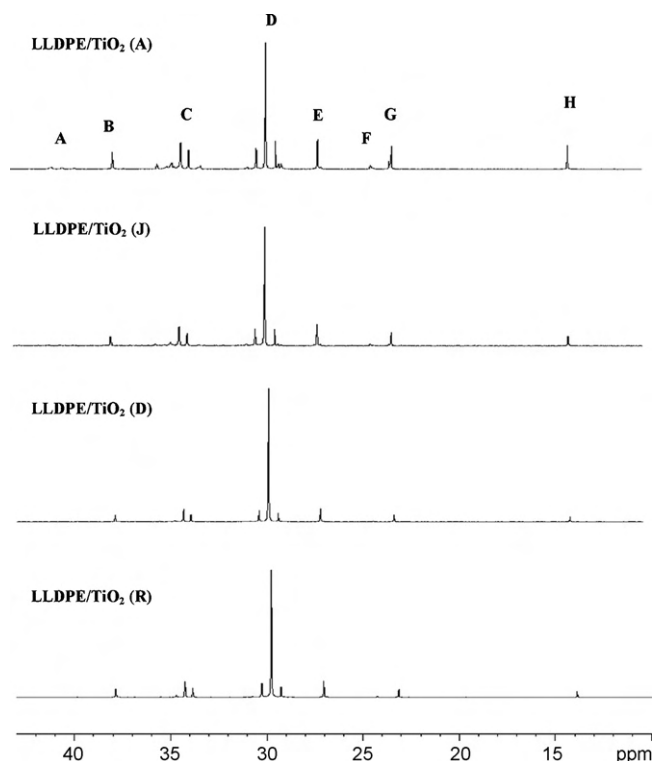 D
LLDPE/TiO₂ (A)
A B C E F G H
LLDPE/TiO₂ (J)
LLDPE/TiO₂ (D)
LLDPE/TiO₂ (R)
40 35 30 25 20 15 ppm